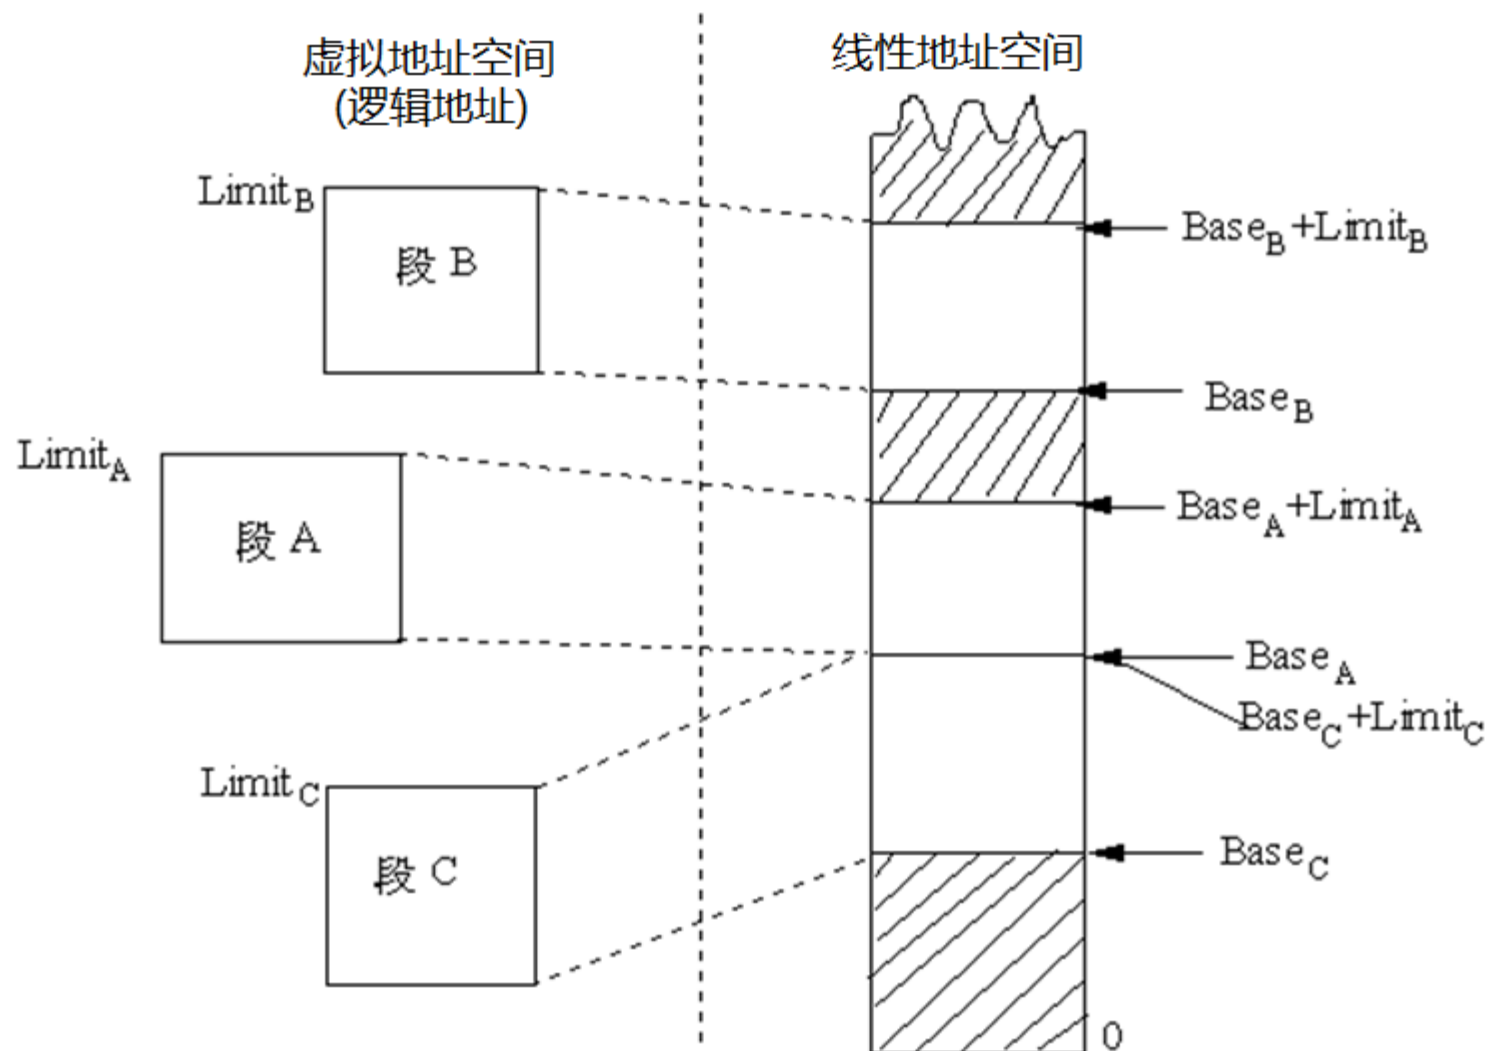 虚拟地址空间
(逻辑地址)
线性地址空间
LimitB
段 B
BaseB+LimitB
BaseB
LimitA
段 A
BaseA+LimitA
BaseA
BaseC+LimitC
LimitC
段 C
BaseC
0